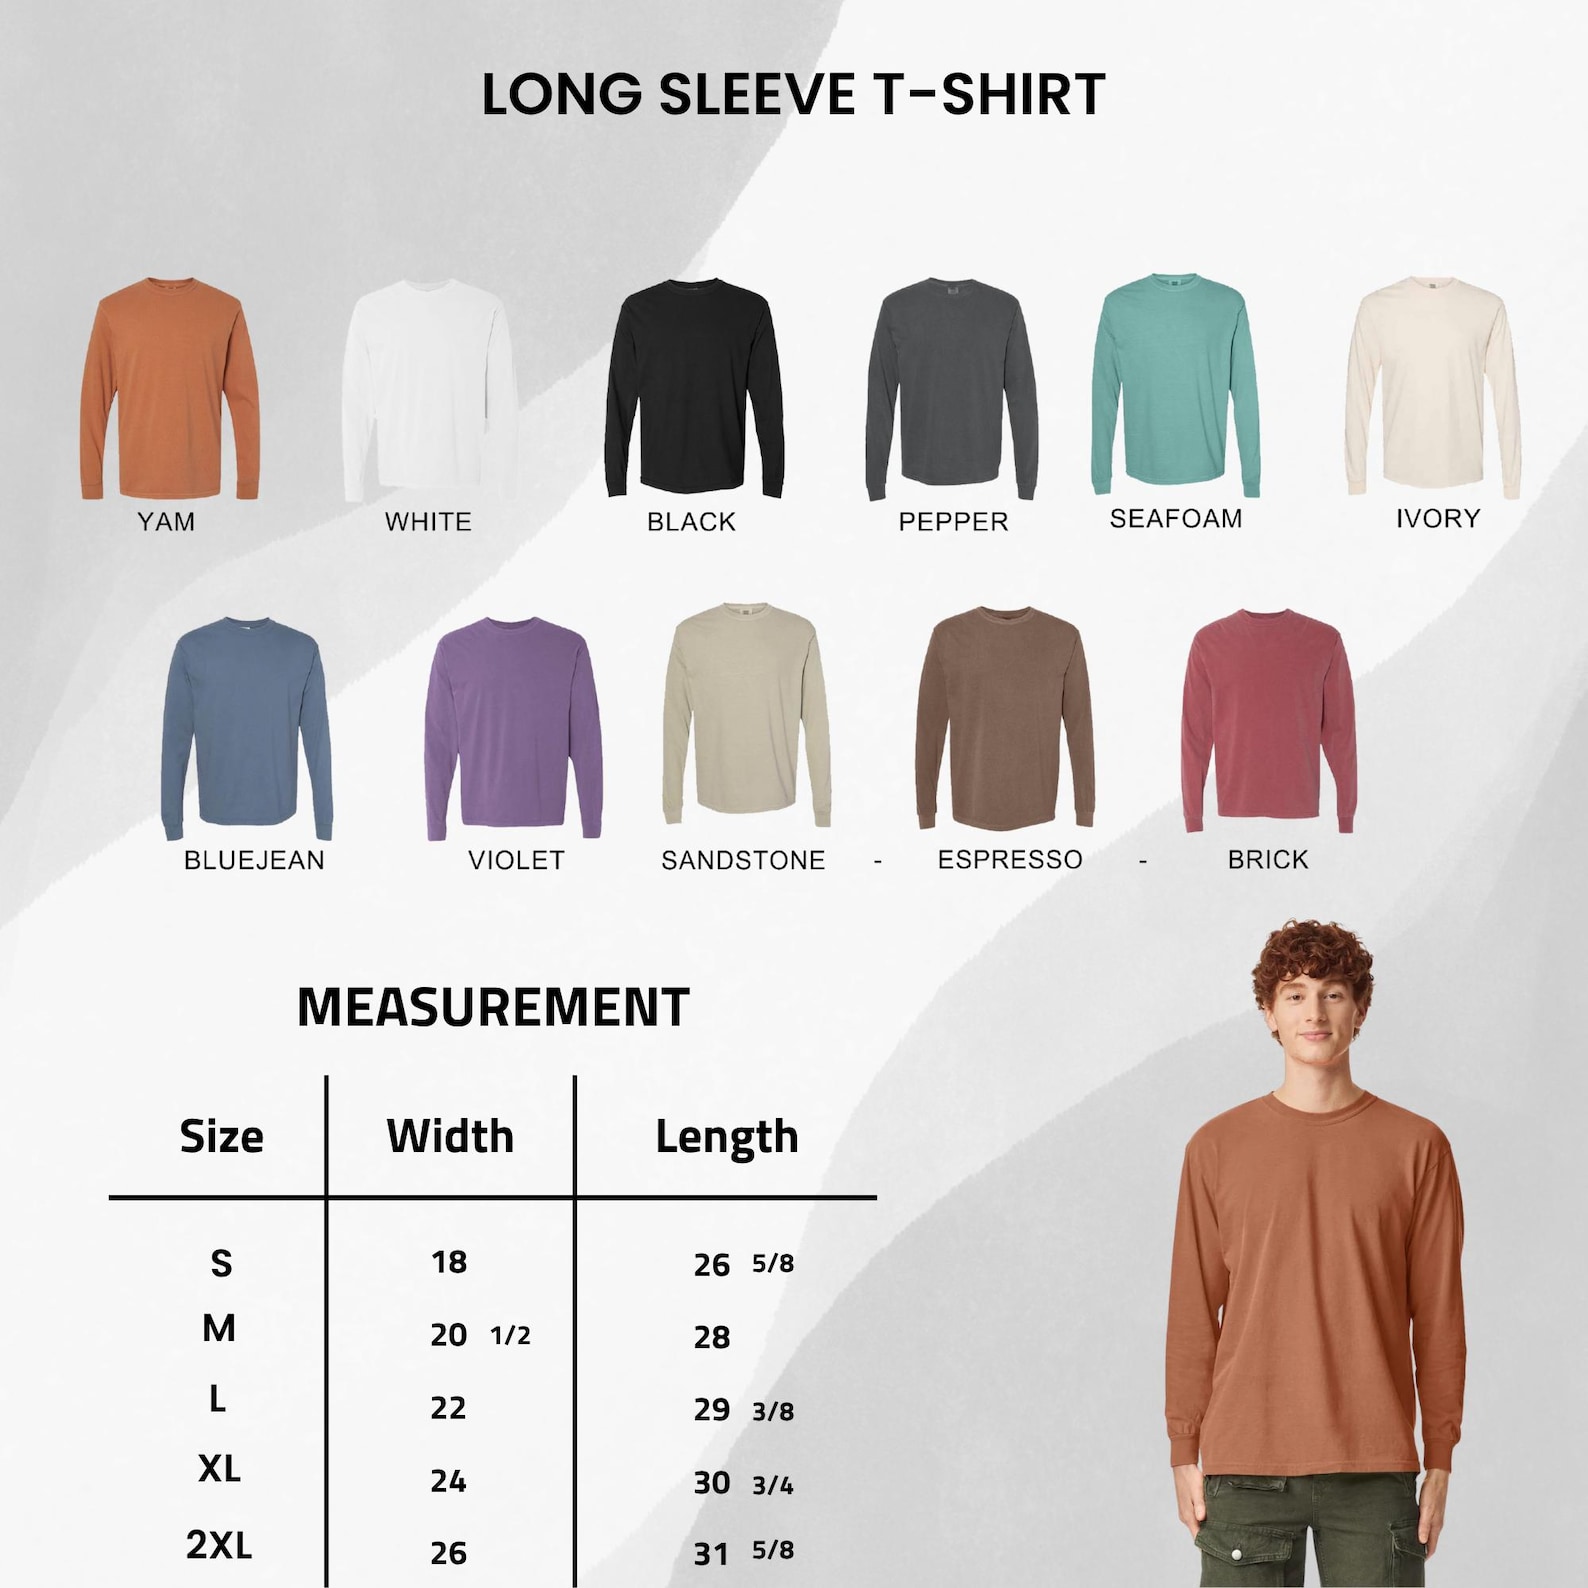 LONG SLEEVE T-SHIRT
YAM WHITE BLACK PEPPER SEAFOAM IVORY
BLUEJEAN VIOLET SANDSTONE - ESPRESSO - BRICK
MEASUREMENT
Size Width Length
S 18 26 5/8
M 20 1/2 28
L 22 29 3/8
XL 24 30 3/4
2XL 26 31 5/8